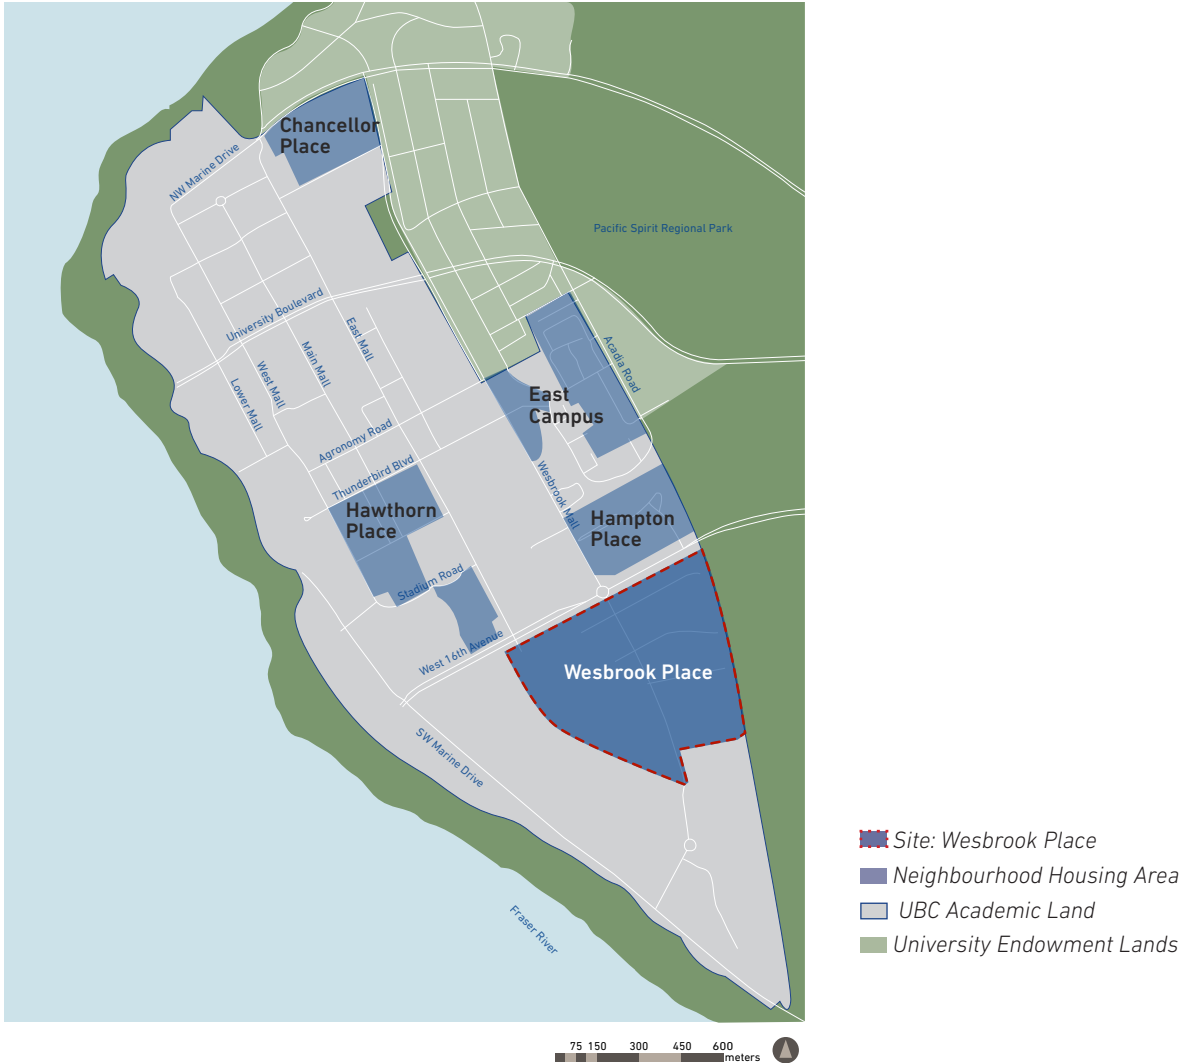 Chancellor
Place
NW Marine Drive
Pacific Spirit Regional Park
University Boulevard
East Mall
Main Mall
West Mall
Lower Mall
Acadia Road
East
Campus
Agronomy Road
Thunderbird Blvd
Wesbrook Mall
Hawthorn
Place
Hampton
Place
Stadium Road
West 16th Avenue
Wesbrook Place
SW Marine Drive
Fraser River
Site: Wesbrook Place
Neighbourhood Housing Area
UBC Academic Land
University Endowment Lands
75 150 300 450 600
meters